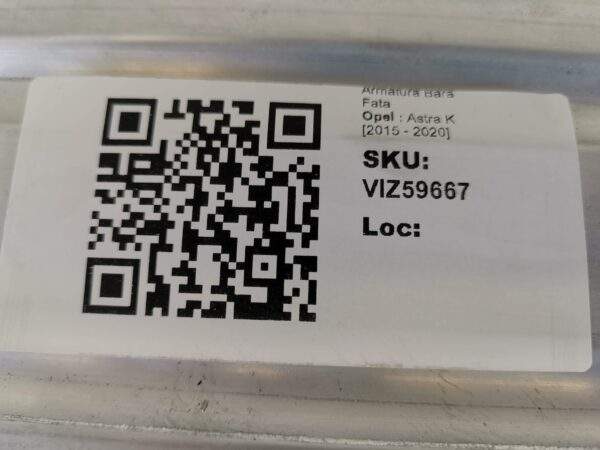 Armatura Bara
Fata
Opel : Astra K
[2015 - 2020]
SKU:
VIZ59667
Loc: